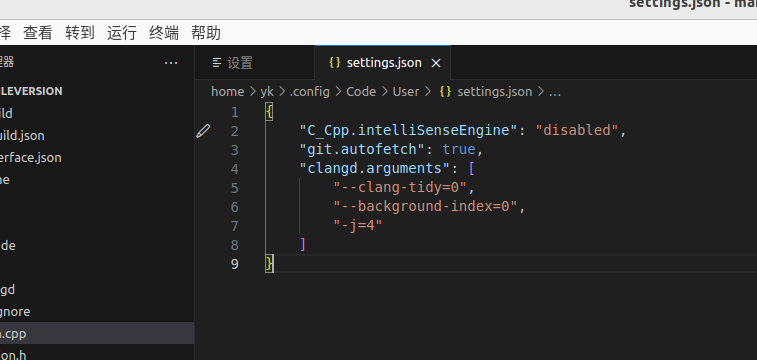 settings.json - ma
择 查看 转到 运行 终端 帮助
理器 ···
设置
{} settings.json ×
LEVERSION
home > yk > .config > Code > User > {} settings.json > ...
ild
uild.json
erface.json
ne
de
gd
gnore
.cpp
on.h
1 {
2 "C_Cpp.intelliSenseEngine": "disabled",
3 "git.autofetch": true,
4 "clangd.arguments": [
5 "--clang-tidy=0",
6 "--background-index=0",
7 "-j=4"
8 ]
9 }